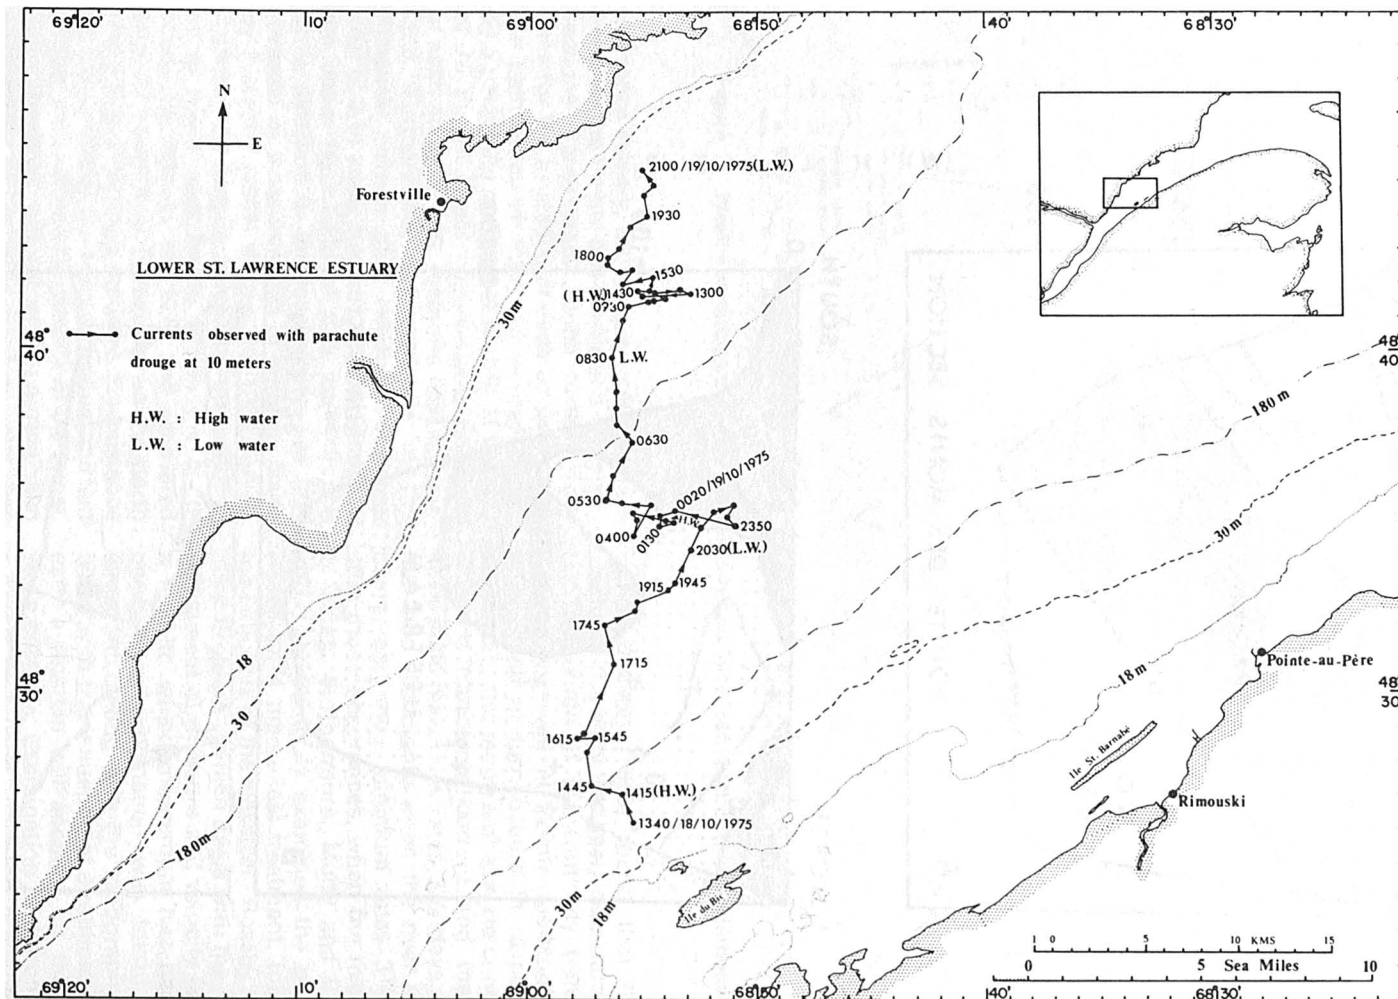 69°20' 10' 69°00' 68°50' 40' 68°30'
N
E
Forestville
LOWER ST. LAWRENCE ESTUARY
Currents observed with parachute
drouge at 10 meters
H.W. : High water
L.W. : Low water
48°
40'
48°
40
48°
30'
48
30
2100/19/10/1975(L.W.)
1930
1800
1530
(H.W.)
1430
1300
0830
L.W.
0630
0020/19/10/1975
0530
H.W.
2350
0400
0130
2030(L.W.)
1915
1945
1745
1715
1615
1545
1445
1415(H.W.)
1340/18/10/1975
30m
180m
30m
18m
18
30
180m
30m
18m
Pointe-au-Père
Ile St. Barnabé
Rimouski
Ile du Bic
1 0 5 10 KMS 15
0 5 Sea Miles 10
69°20' 10' 69°00' 68°50' 40' 68°30'